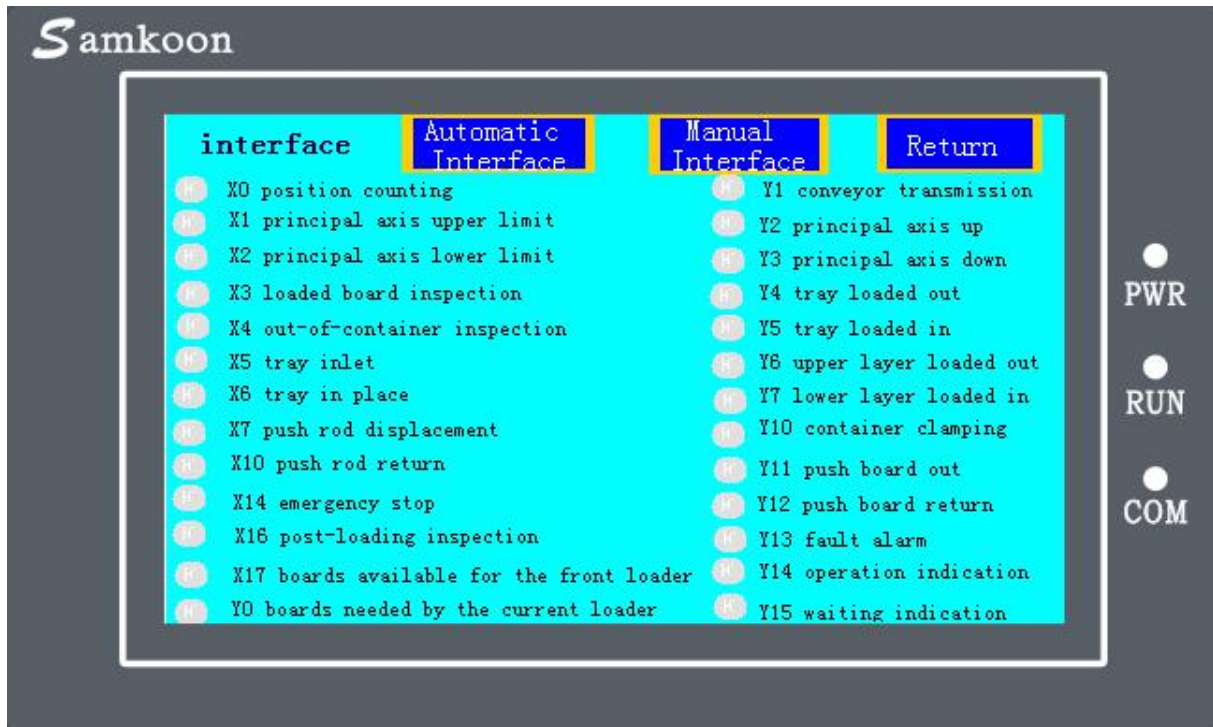 Samkoon
interface
Automatic
Interface
Manual
Interface
Return
X0 position counting
X1 principal axis upper limit
X2 principal axis lower limit
X3 loaded board inspection
X4 out-of-container inspection
X5 tray inlet
X6 tray in place
X7 push rod displacement
X10 push rod return
X14 emergency stop
X16 post-loading inspection
X17 boards available for the front loader
Y0 boards needed by the current loader
Y1 conveyor transmission
Y2 principal axis up
Y3 principal axis down
Y4 tray loaded out
Y5 tray loaded in
Y6 upper layer loaded out
Y7 lower layer loaded in
Y10 container clamping
Y11 push board out
Y12 push board return
Y13 fault alarm
Y14 operation indication
Y15 waiting indication
PWR
RUN
COM